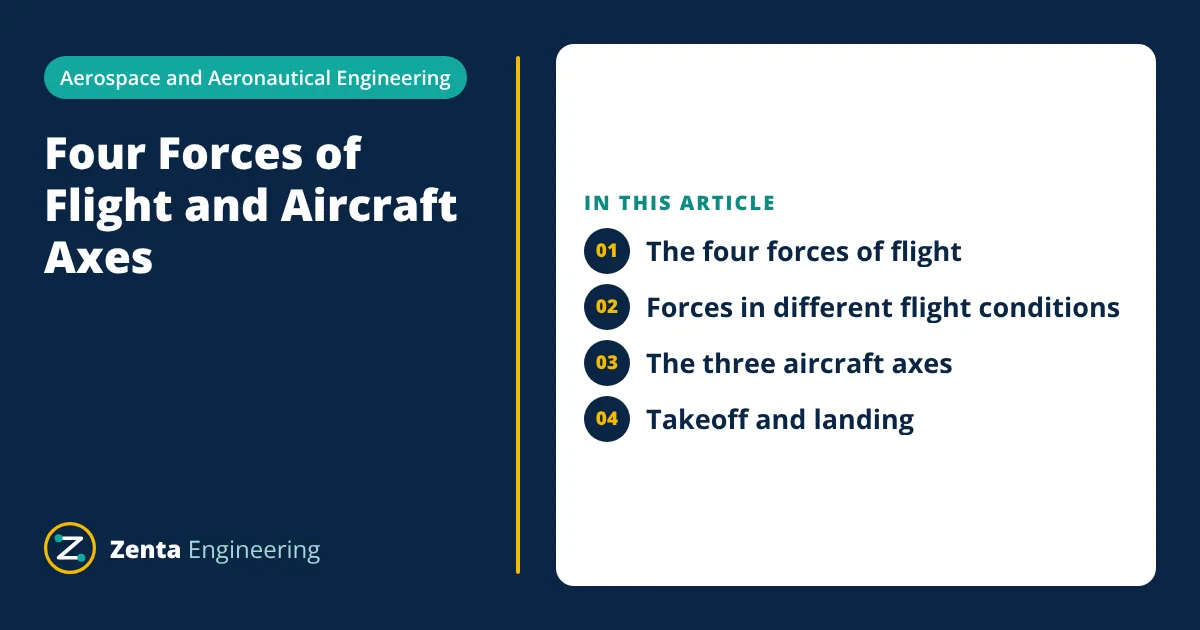 Aerospace and Aeronautical Engineering
Four Forces of
Flight and Aircraft
Axes
Zenta Engineering
IN THIS ARTICLE
01 The four forces of flight
02 Forces in different flight conditions
03 The three aircraft axes
04 Takeoff and landing